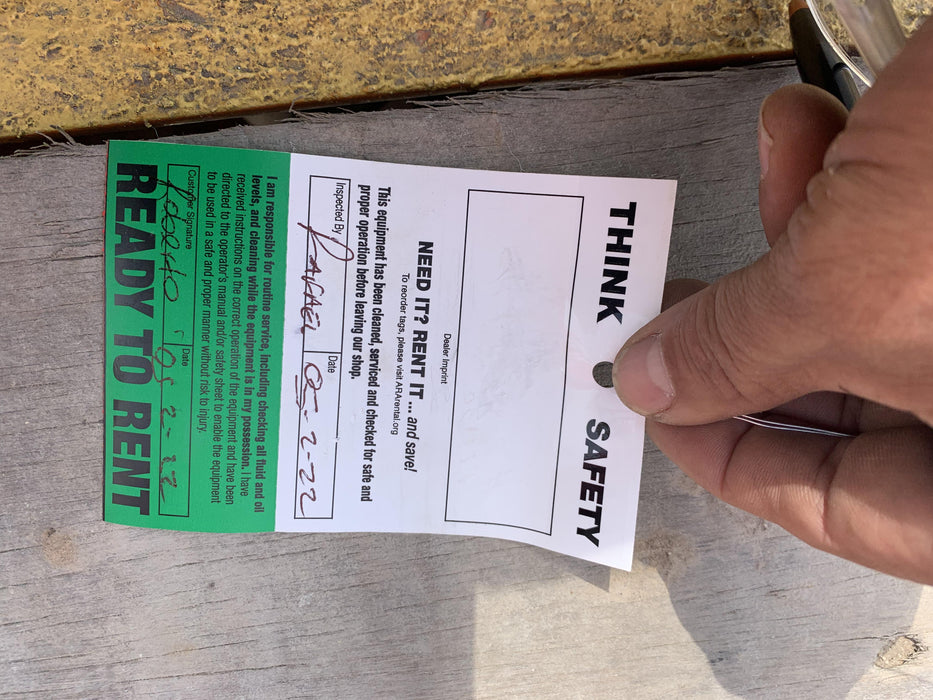 THINK SAFETY
Dealer Imprint
NEED IT? RENT IT ... and save!
To reorder tags, please visit ARArental.org
This equipment has been cleaned, serviced and checked for safe and
proper operation before leaving our shop.
Inspected By Date
RAFAEL 05-2-22
I am responsible for routine service, including checking all fluid and oil
levels, and cleaning while the equipment is in my possession. I have
received instructions on the correct operation of the equipment and have been
directed to the operator's manual and/or safety sheet to enable the equipment
to be used in a safe and proper manner without risk to injury.
Customer Signature Date
05-2-22
READY TO RENT